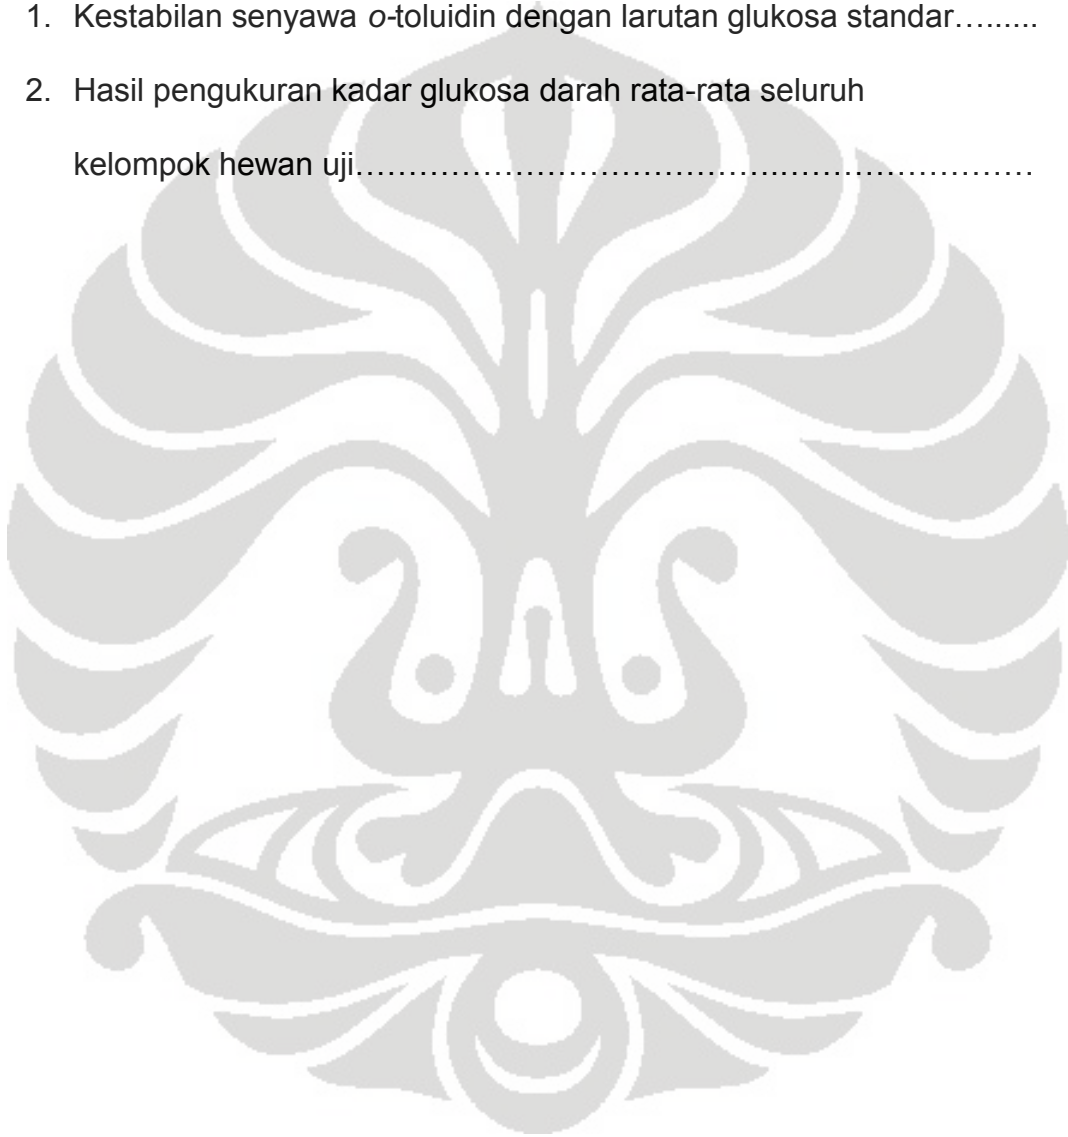 1. Kestabilan senyawa o-toluidin dengan larutan glukosa standar….......
2. Hasil pengukuran kadar glukosa darah rata-rata seluruh
kelompok hewan uji……………………………………..………………………